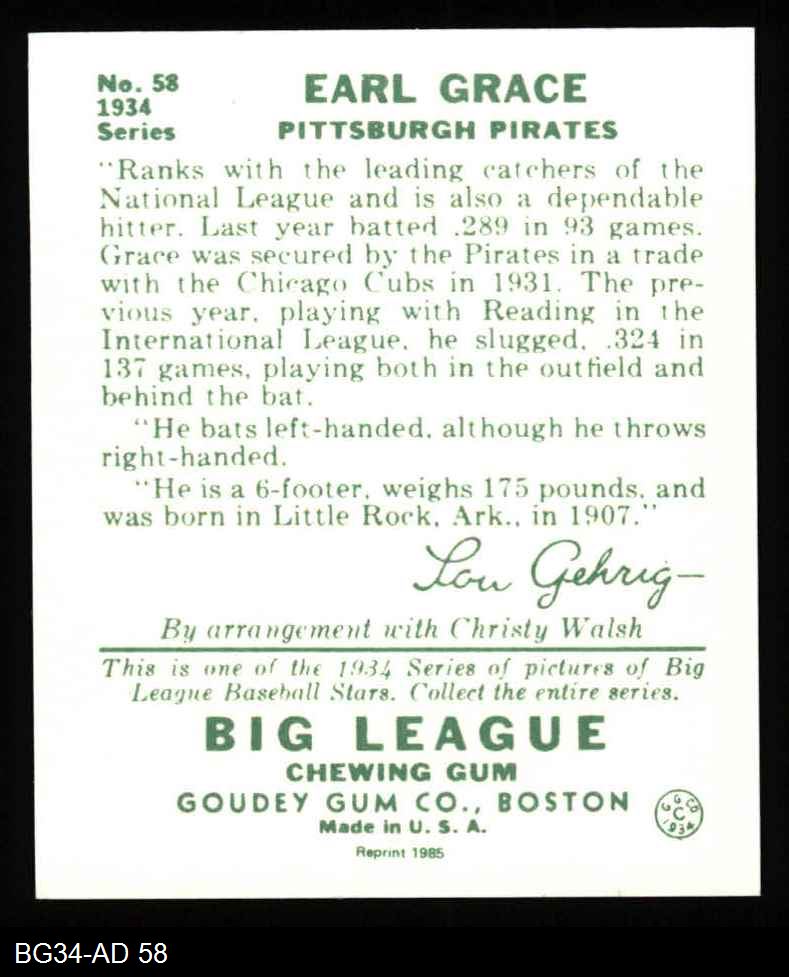 No. 58
1934
Series
EARL GRACE
PITTSBURGH PIRATES
"Ranks with the leading catchers of the
National League and is also a dependable
hitter. Last year batted .289 in 93 games.
Grace was secured by the Pirates in a trade
with the Chicago Cubs in 1931. The pre-
vious year, playing with Reading in the
International League, he slugged, .324 in
137 games, playing both in the outfield and
behind the bat.
"He bats left-handed, although he throws
right-handed.
"He is a 6-footer, weighs 175 pounds, and
was born in Little Rock, Ark., in 1907."
Lou Gehrig
By arrangement with Christy Walsh
This is one of the 1934 Series of pictures of Big
League Baseball Stars. Collect the entire series.
BIG LEAGUE
CHEWING GUM
GOUDEY GUM CO., BOSTON
Made in U. S. A.
G G CO
C
1934
Reprint 1985
BG34-AD 58